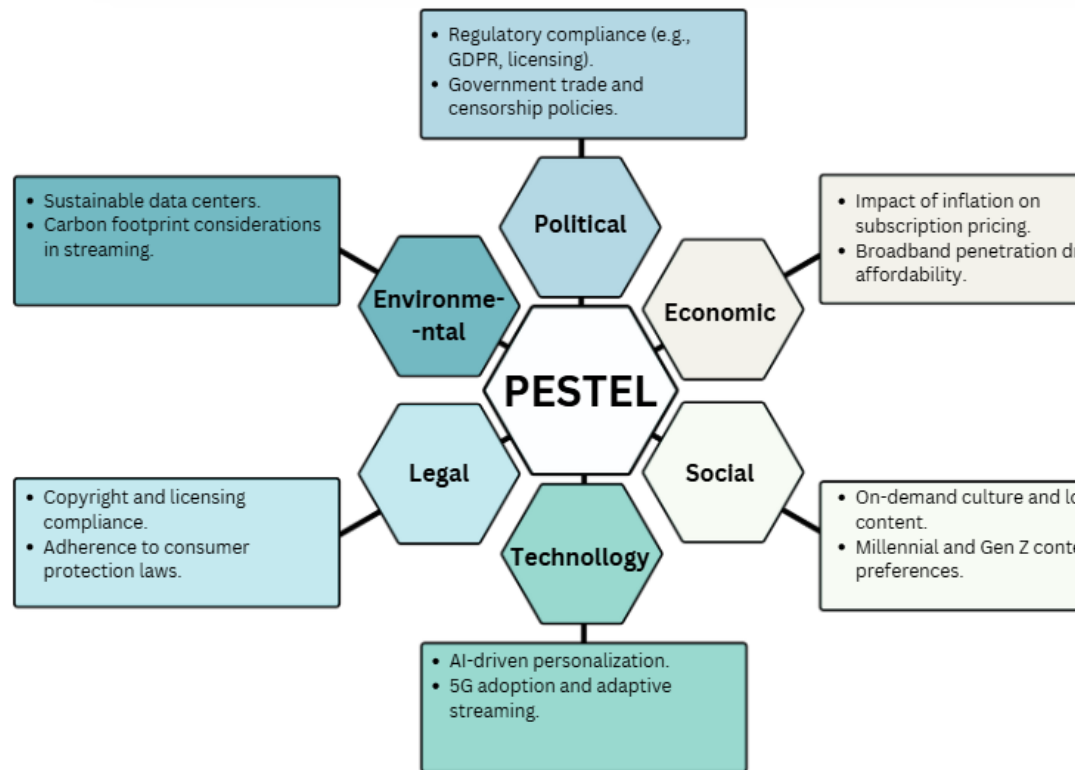 • Regulatory compliance (e.g.,
GDPR, licensing).
• Government trade and
censorship policies.
Political
• Sustainable data centers.
• Carbon footprint considerations
in streaming.
Environme-
-ntal
• Impact of inflation on
subscription pricing.
• Broadband penetration
affordability.
Economic
PESTEL
Legal
• Copyright and licensing
compliance.
• Adherence to consumer
protection laws.
Social
• On-demand culture and
content.
• Millennial and Gen Z
preferences.
Technollogy
• AI-driven personalization.
• 5G adoption and adaptive
streaming.